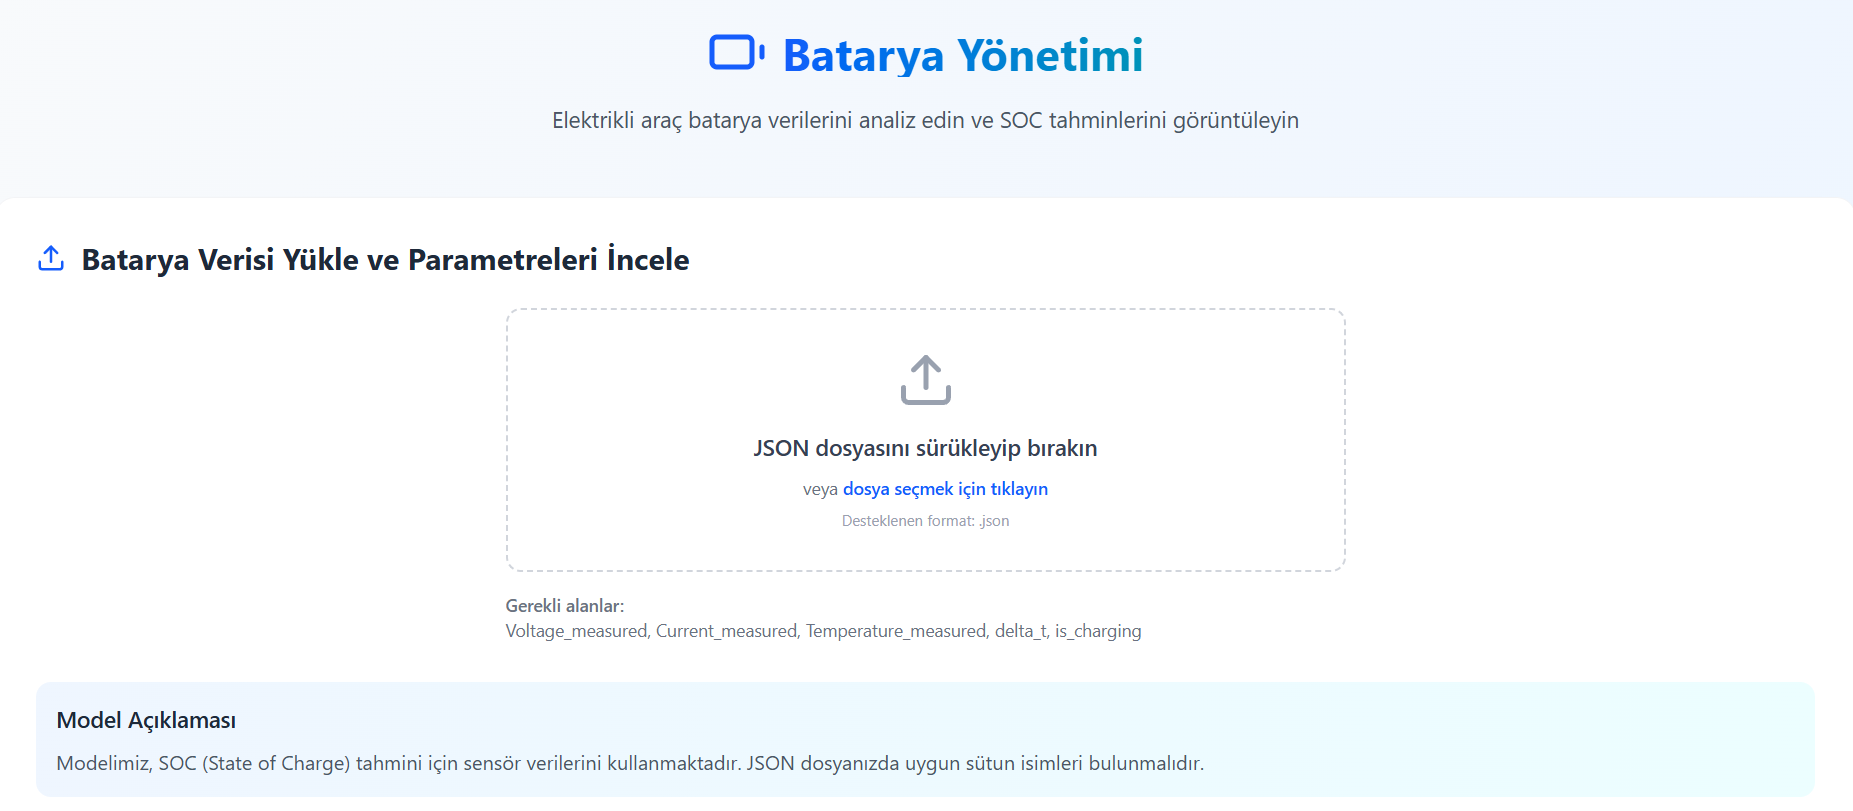 Batarya Yönetimi
Elektrikli araç batarya verilerini analiz edin ve SOC tahminlerini görüntüleyin
Batarya Verisi Yükle ve Parametreleri İncele
JSON dosyasını sürükleyip bırakın
veya dosya seçmek için tıklayın
Desteklenen format: .json
Gerekli alanlar:
Voltage_measured, Current_measured, Temperature_measured, delta_t, is_charging
Model Açıklaması
Modelimiz, SOC (State of Charge) tahmini için sensör verilerini kullanmaktadır. JSON dosyanızda uygun sütun isimleri bulunmalıdır.